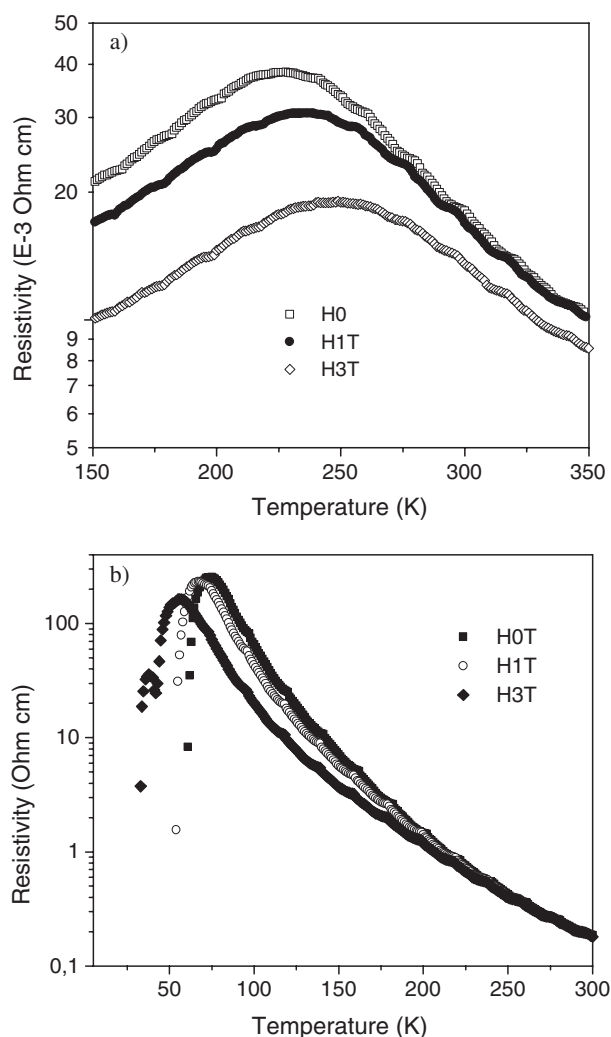 a)
50
40
30
20
9
8
7
6
5
Resistivity (E-3 Ohm cm)
H0
H1T
H3T
150 200 250 300 350
Temperature (K)
b)
100
10
1
0,1
Resistivity (Ohm cm)
H0T
H1T
H3T
50 100 150 200 250 300
Temperature (K)